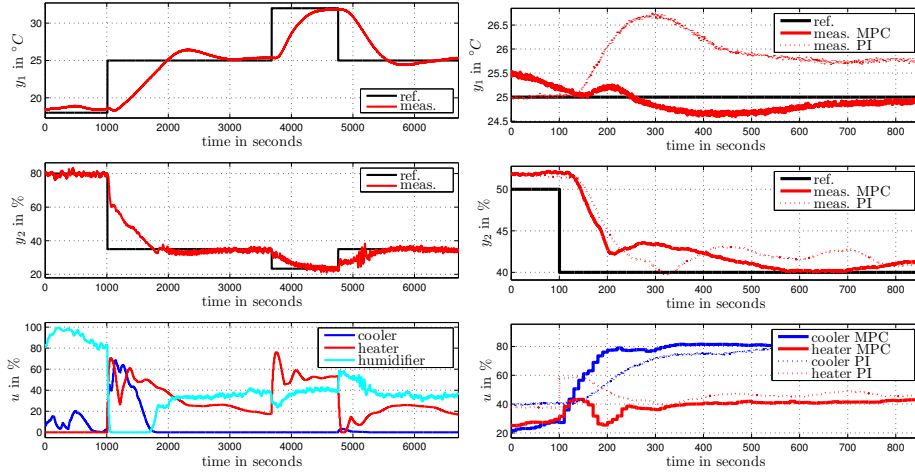 30
25
20
y1 in °C
ref.
meas.
0 1000 2000 3000 4000 5000 6000
time in seconds
80
60
40
20
y2 in %
ref.
meas.
0 1000 2000 3000 4000 5000 6000
time in seconds
100
80
60
40
20
0
u in %
cooler
heater
humidifier
0 1000 2000 3000 4000 5000 6000
time in seconds
26.5
26
25.5
25
24.5
y1 in °C
ref.
meas. MPC
meas. PI
0 100 200 300 400 500 600 700 800
time in seconds
50
45
40
y2 in %
ref.
meas. MPC
meas. PI
0 100 200 300 400 500 600 700 800
time in seconds
80
60
40
20
u in %
cooler MPC
heater MPC
cooler PI
heater PI
0 100 200 300 400 500 600 700 800
time in seconds